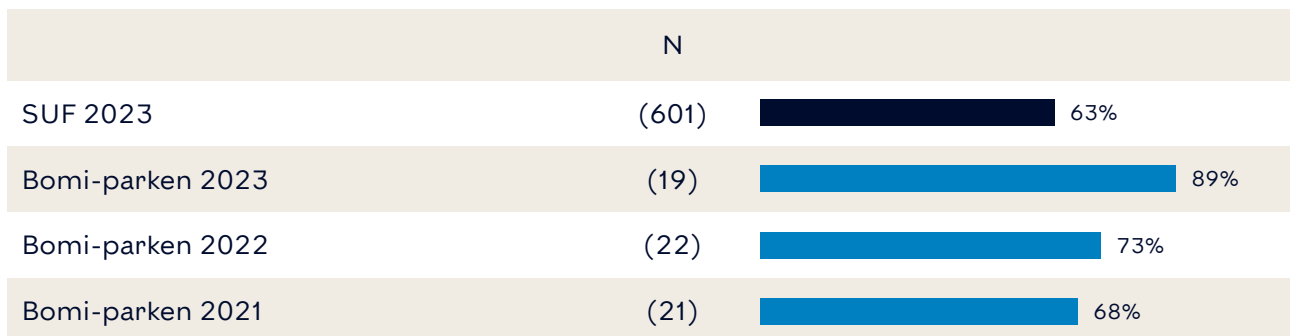 N
SUF 2023 (601) 63%
Bomi-parken 2023 (19) 89%
Bomi-parken 2022 (22) 73%
Bomi-parken 2021 (21) 68%